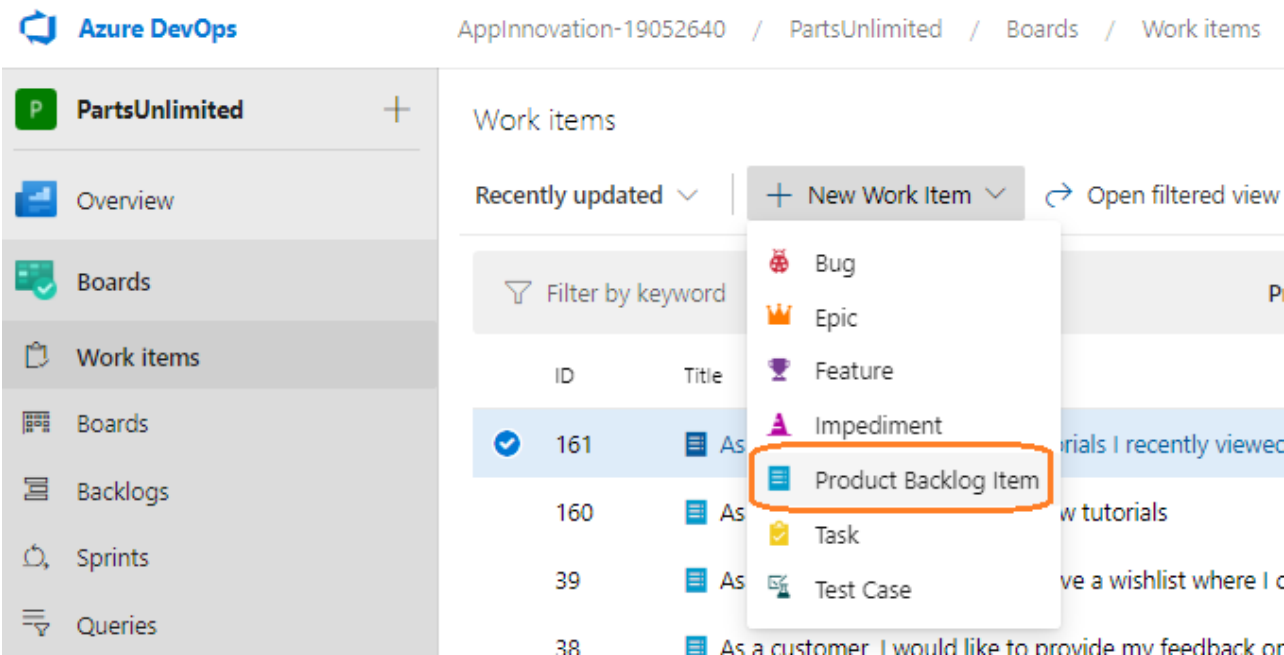 Azure DevOps
AppInnovation-19052640 / PartsUnlimited / Boards / Work items
P PartsUnlimited
Work items
Overview
Recently updated
New Work Item
Open filtered view
Boards
Filter by keyword
Bug
Epic
Work items
ID Title
Feature
Boards
161 As
Impediment
rials I recently viewed
Backlogs
Product Backlog Item
160 As
w tutorials
Sprints
Task
39 As
ve a wishlist where I
Test Case
Queries
38 As a customer, I would like to provide my feedback on